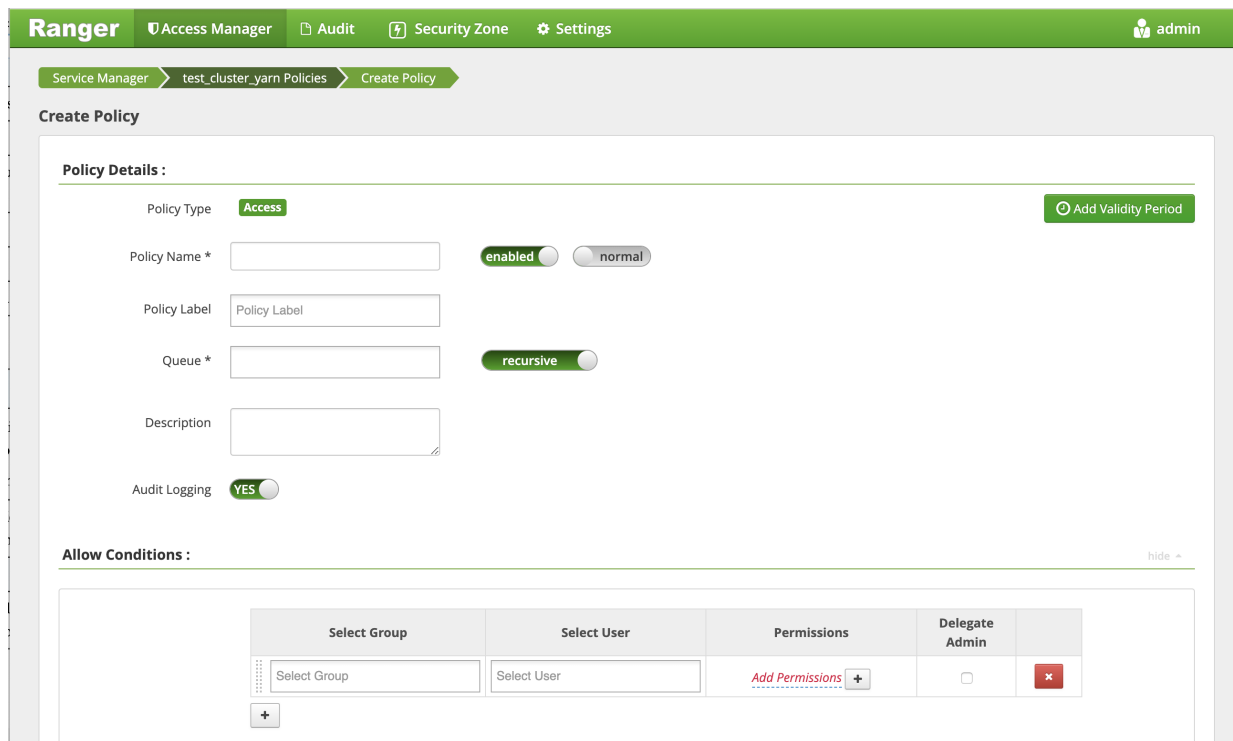 Ranger Access Manager Audit Security Zone Settings admin
Service Manager test_cluster_yarn Policies Create Policy
Create Policy
Policy Details :
Policy Type Access Add Validity Period
Policy Name * enabled normal
Policy Label Policy Label
Queue * recursive
Description
Audit Logging YES
Allow Conditions : hide
Select Group Select User Permissions Delegate
Admin
Select Group Select User Add Permissions +
+